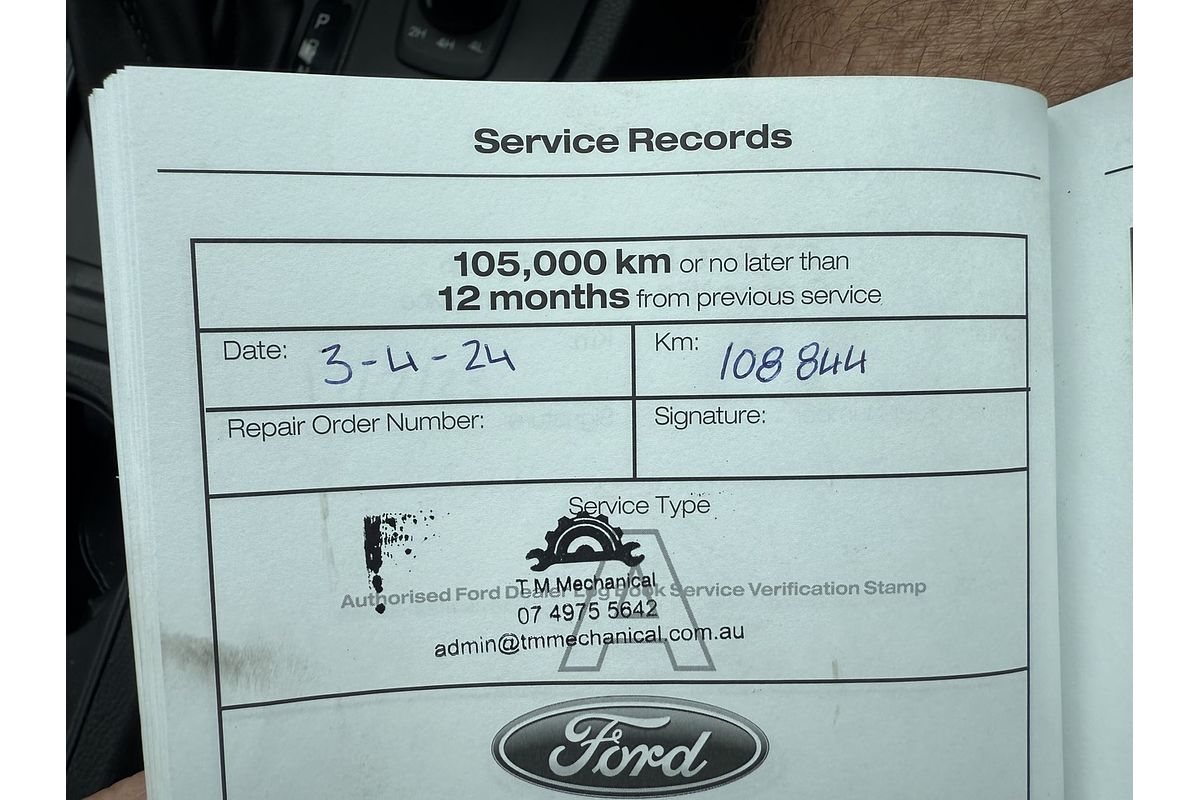 P
2H 4H 4L
Service Records
105,000 km or no later than
12 months from previous service
Date: 3-4-24
Km: 108 844
Repair Order Number:
Signature:
Service Type
A
Authorised Ford Dealer Log Book Service Verification Stamp
T M Mechanical
07 4975 5642
admin@tmmechanical.com.au
Ford